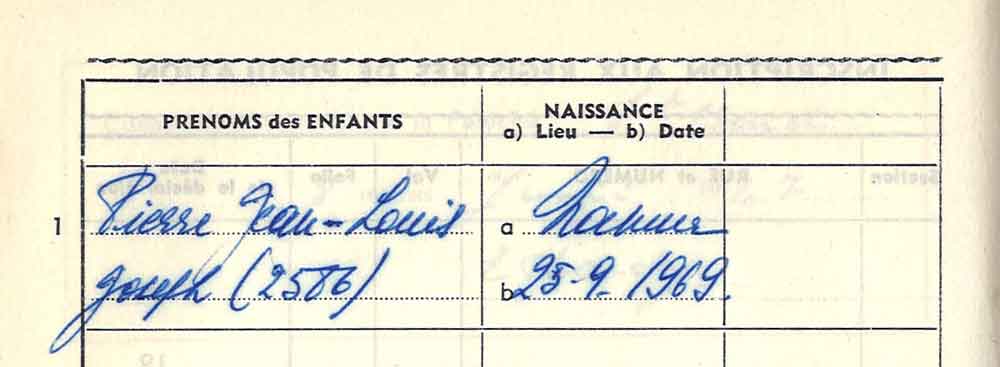 PRENOMS des ENFANTS
NAISSANCE
a) Lieu — b) Date
1 Pierre Jean-Louis a Namur
Joseph (2586) b 25-9-1969.